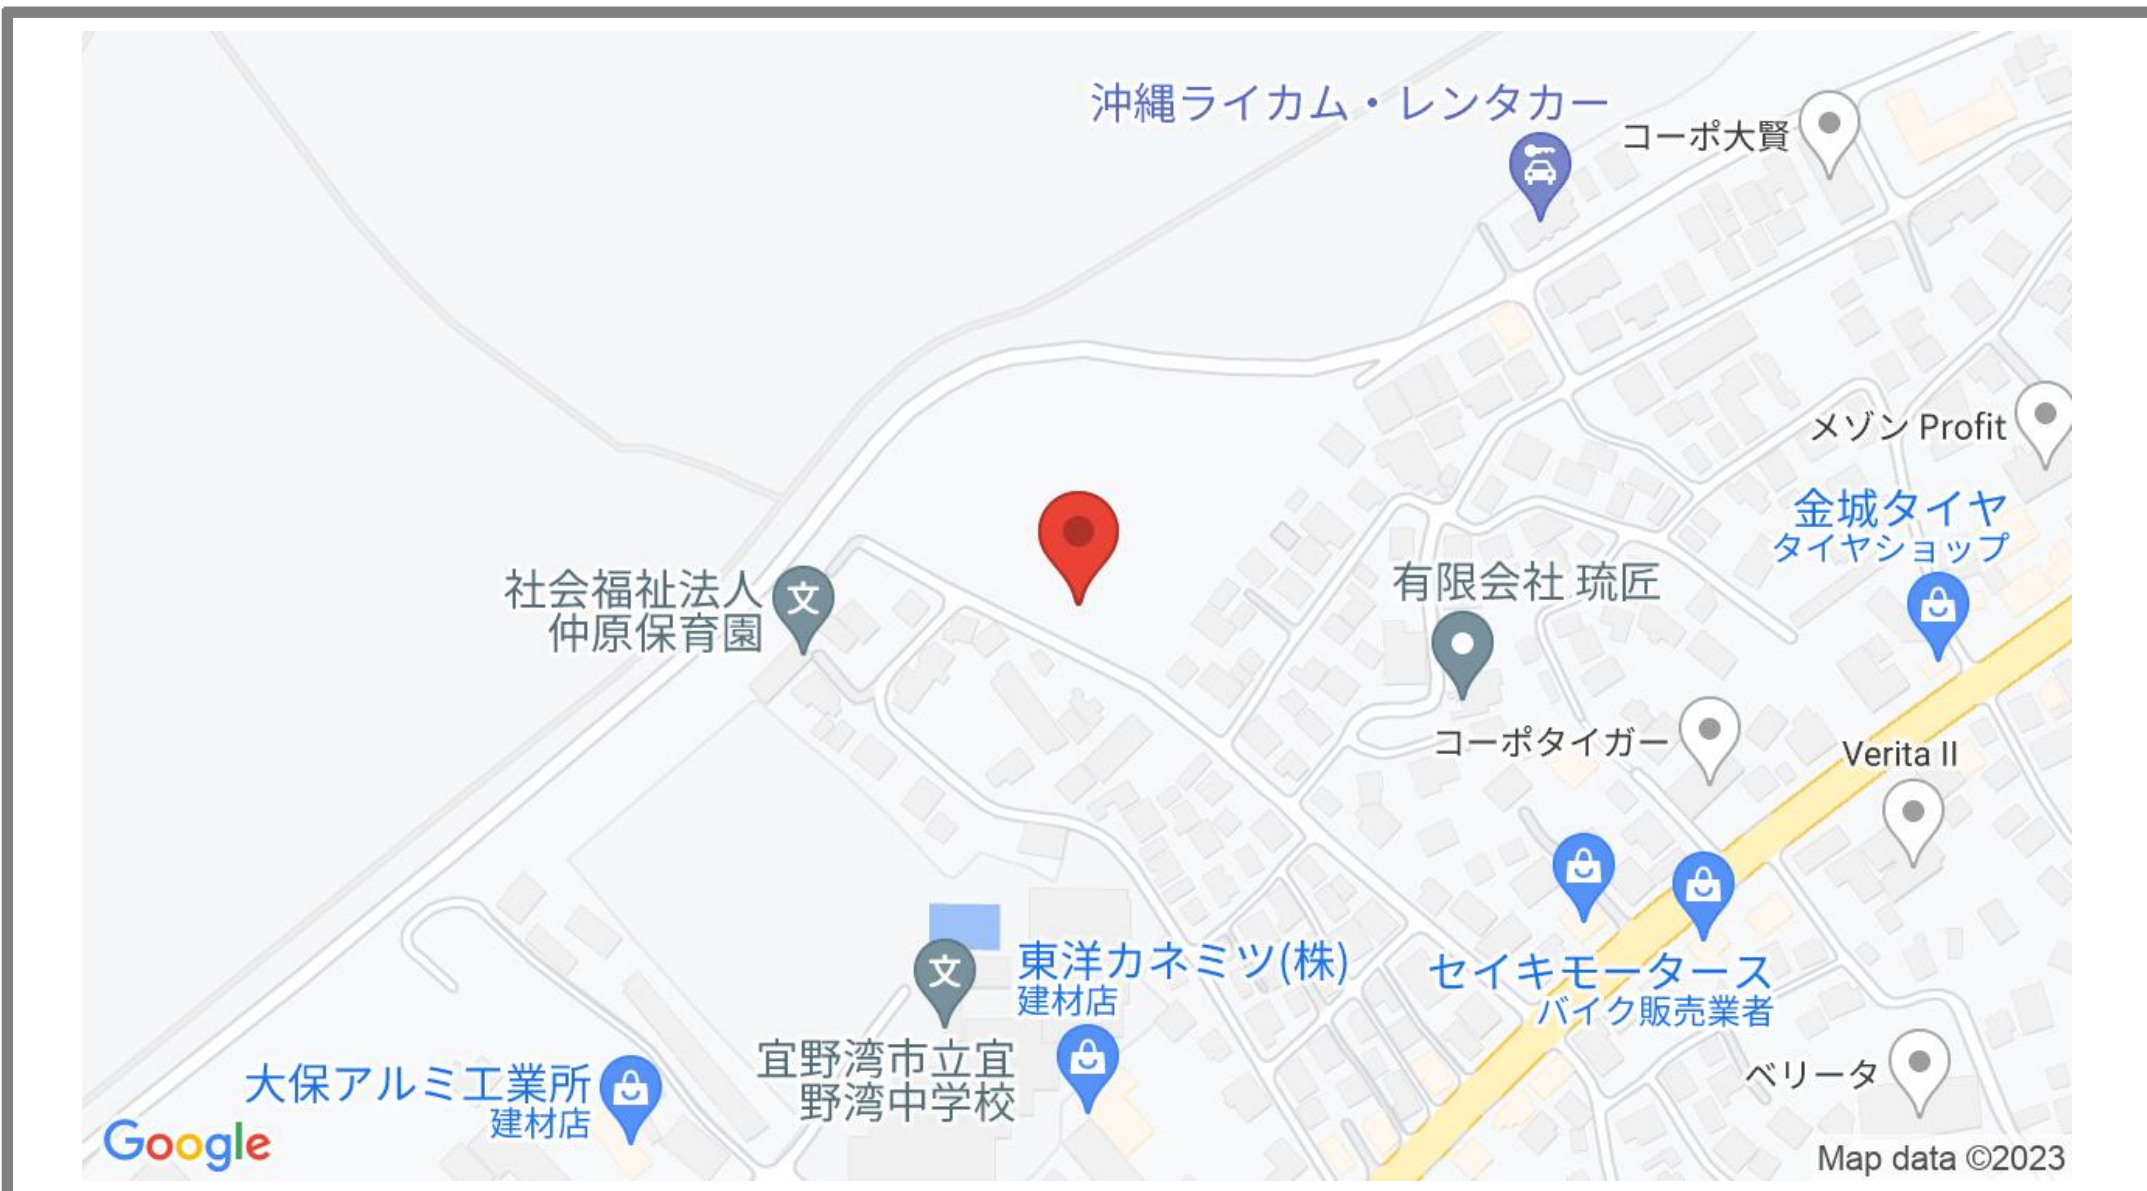 沖縄ライカム・レンタカー
コーポ大賢
メゾン Profit
金城タイヤ
タイヤショップ
社会福祉法人
仲原保育園
文
有限会社 琉匠
コーポタイガー
Verita II
文
東洋カネミツ(株)
建材店
セイキモータース
バイク販売業者
宜野湾市立宜
野湾中学校
大保アルミ工業所
建材店
ベリータ
Google
Map data ©2023